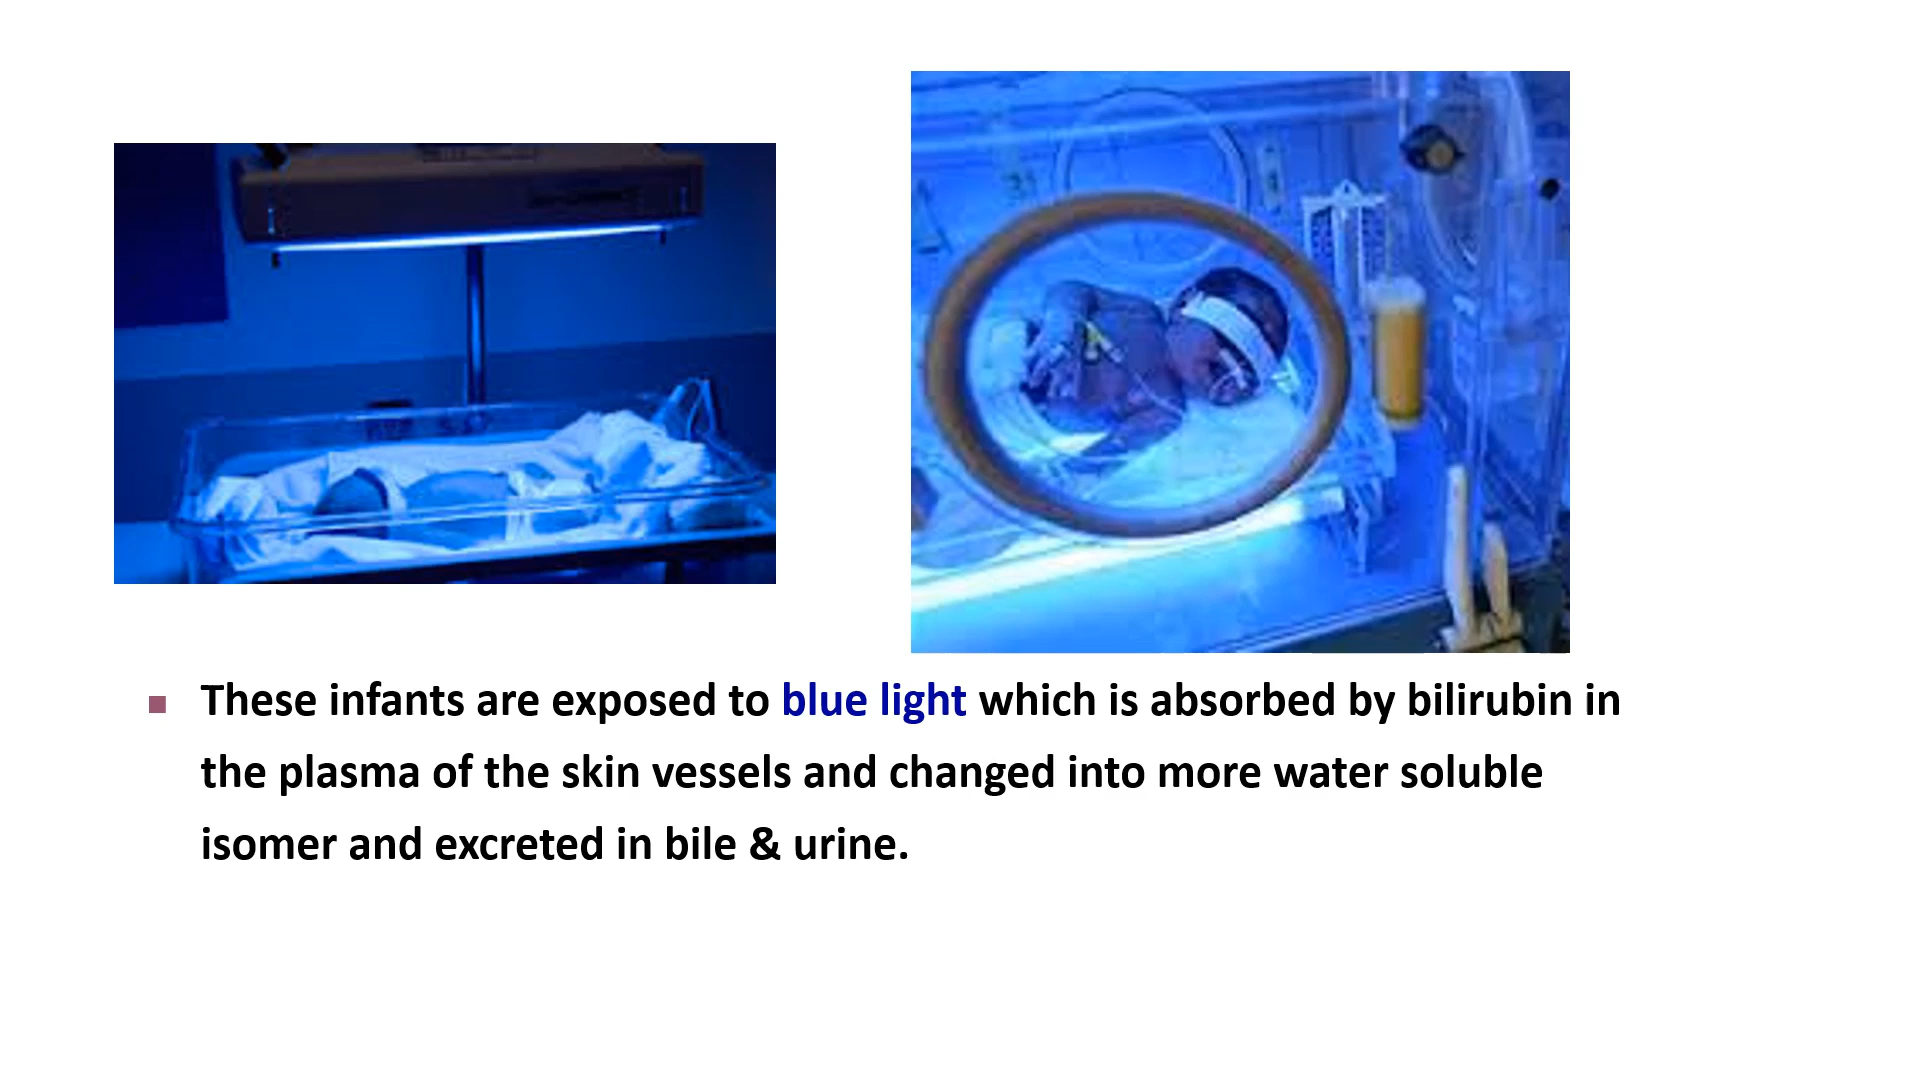 These infants are exposed to blue light which is absorbed by bilirubin in
the plasma of the skin vessels and changed into more water soluble
isomer and excreted in bile & urine.